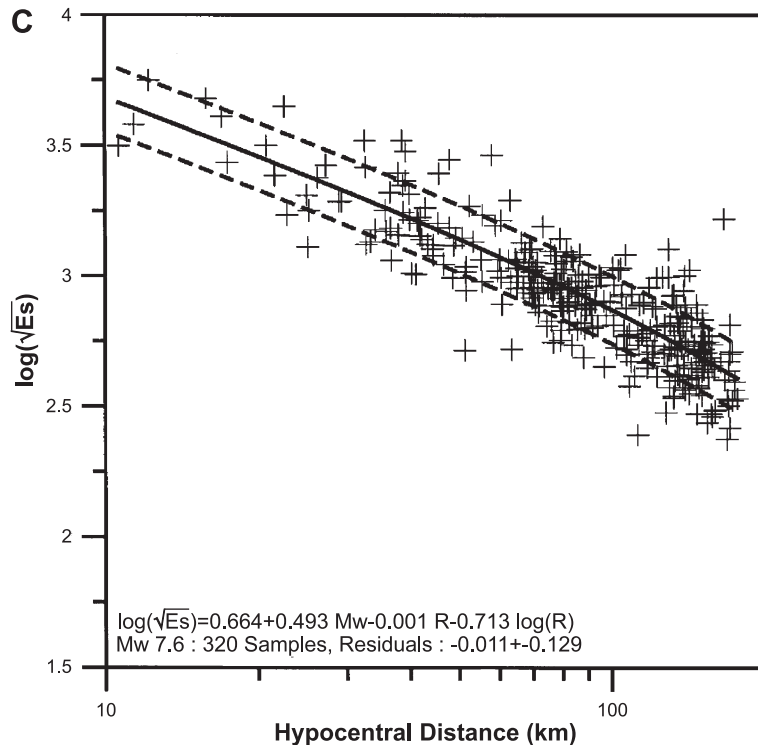 C
4
3.5
3
2.5
2
1.5
log(√Es)
log(√Es)=0.664+0.493 Mw-0.001 R-0.713 log(R)
Mw 7.6 : 320 Samples, Residuals : -0.011+-0.129
10
100
Hypocentral Distance (km)